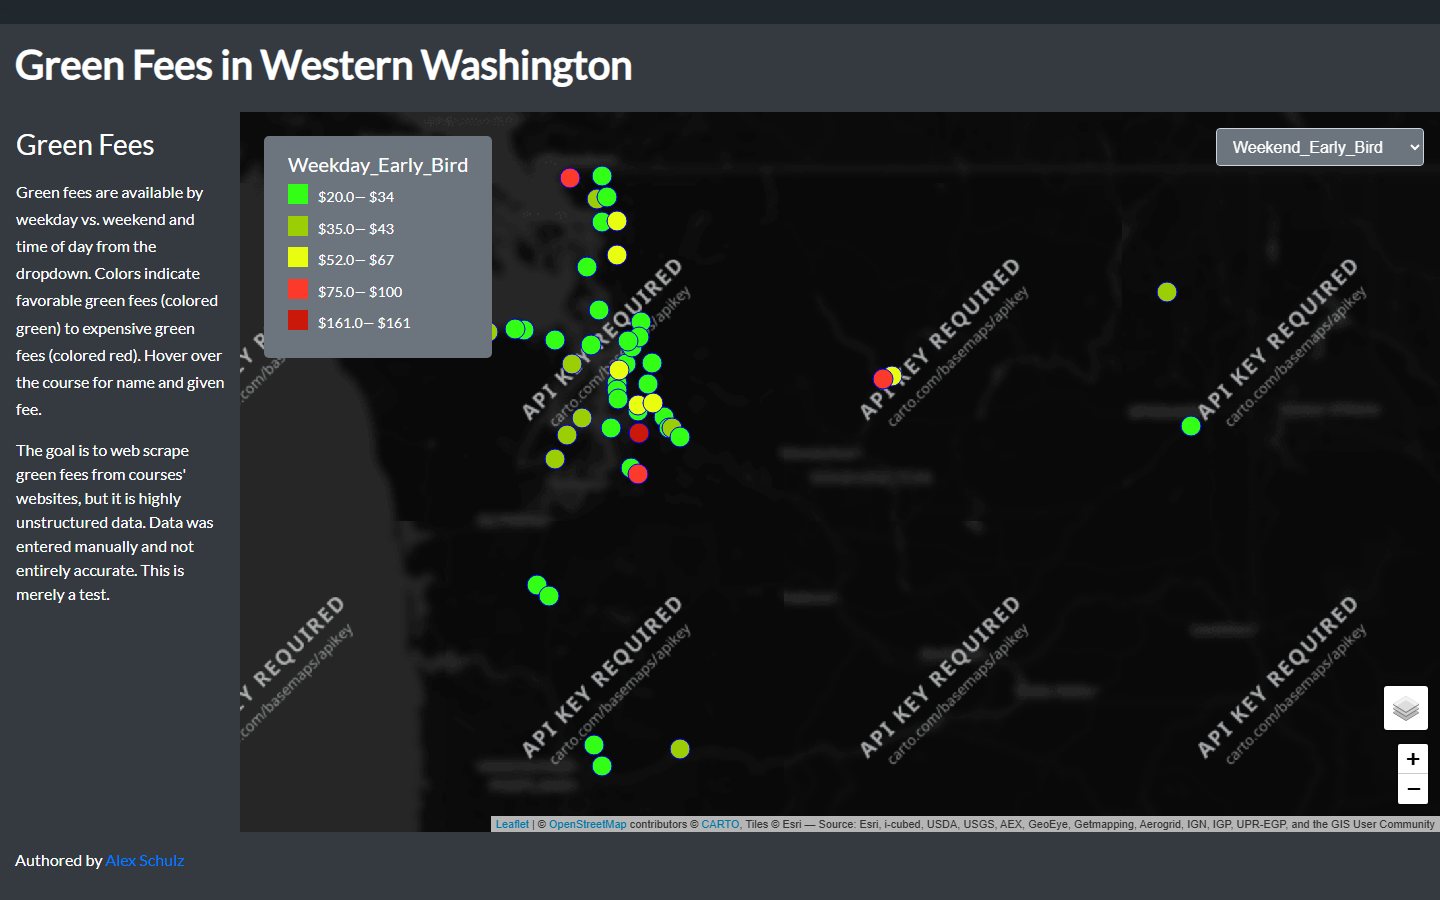 Green Fees in Western Washington
Green Fees
Green fees are available by
weekday vs. weekend and
time of day from the
dropdown. Colors indicate
favorable green fees (colored
green) to expensive green
fees (colored red). Hover over
the course for name and given
fee.
The goal is to web scrape
green fees from courses'
websites, but it is highly
unstructured data. Data was
entered manually and not
entirely accurate. This is
merely a test.
Weekday_Early_Bird
$20.0— $34
$35.0— $43
$52.0— $67
$75.0— $100
$161.0— $161
Weekend_Early_Bird
API KEY REQUIRED
carto.com/basemaps/apikey
API KEY REQUIRED
carto.com/basemaps/apikey
API KEY REQUIRED
carto.com/basemaps/apikey
KEY REQUIRED
.com/basemaps/apikey
API KEY REQUIRED
carto.com/basemaps/apikey
API KEY REQUIRED
carto.com/basemaps/apikey
API KEY REQUIRED
carto.com/basemaps/apikey
+
−
Leaflet | © OpenStreetMap contributors © CARTO, Tiles © Esri — Source: Esri, i-cubed, USDA, USGS, AEX, GeoEye, Getmapping, Aerogrid, IGN, IGP, UPR-EGP, and the GIS User Community
Authored by Alex Schulz